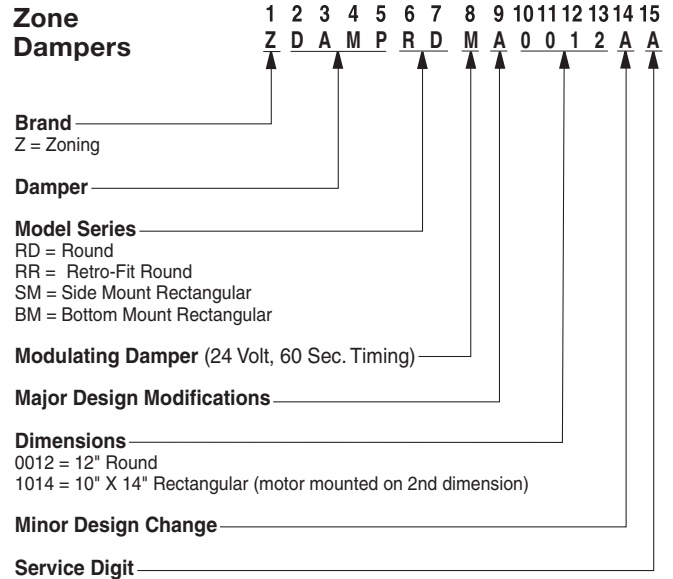 Zone
Dampers
1 2 3 4 5 6 7 8 9 10 11 12 13 14 15
Z D A M P R D M A 0 0 1 2 A A
Brand
Z = Zoning
Damper
Model Series
RD = Round
RR = Retro-Fit Round
SM = Side Mount Rectangular
BM = Bottom Mount Rectangular
Modulating Damper (24 Volt, 60 Sec. Timing)
Major Design Modifications
Dimensions
0012 = 12" Round
1014 = 10" X 14" Rectangular (motor mounted on 2nd dimension)
Minor Design Change
Service Digit